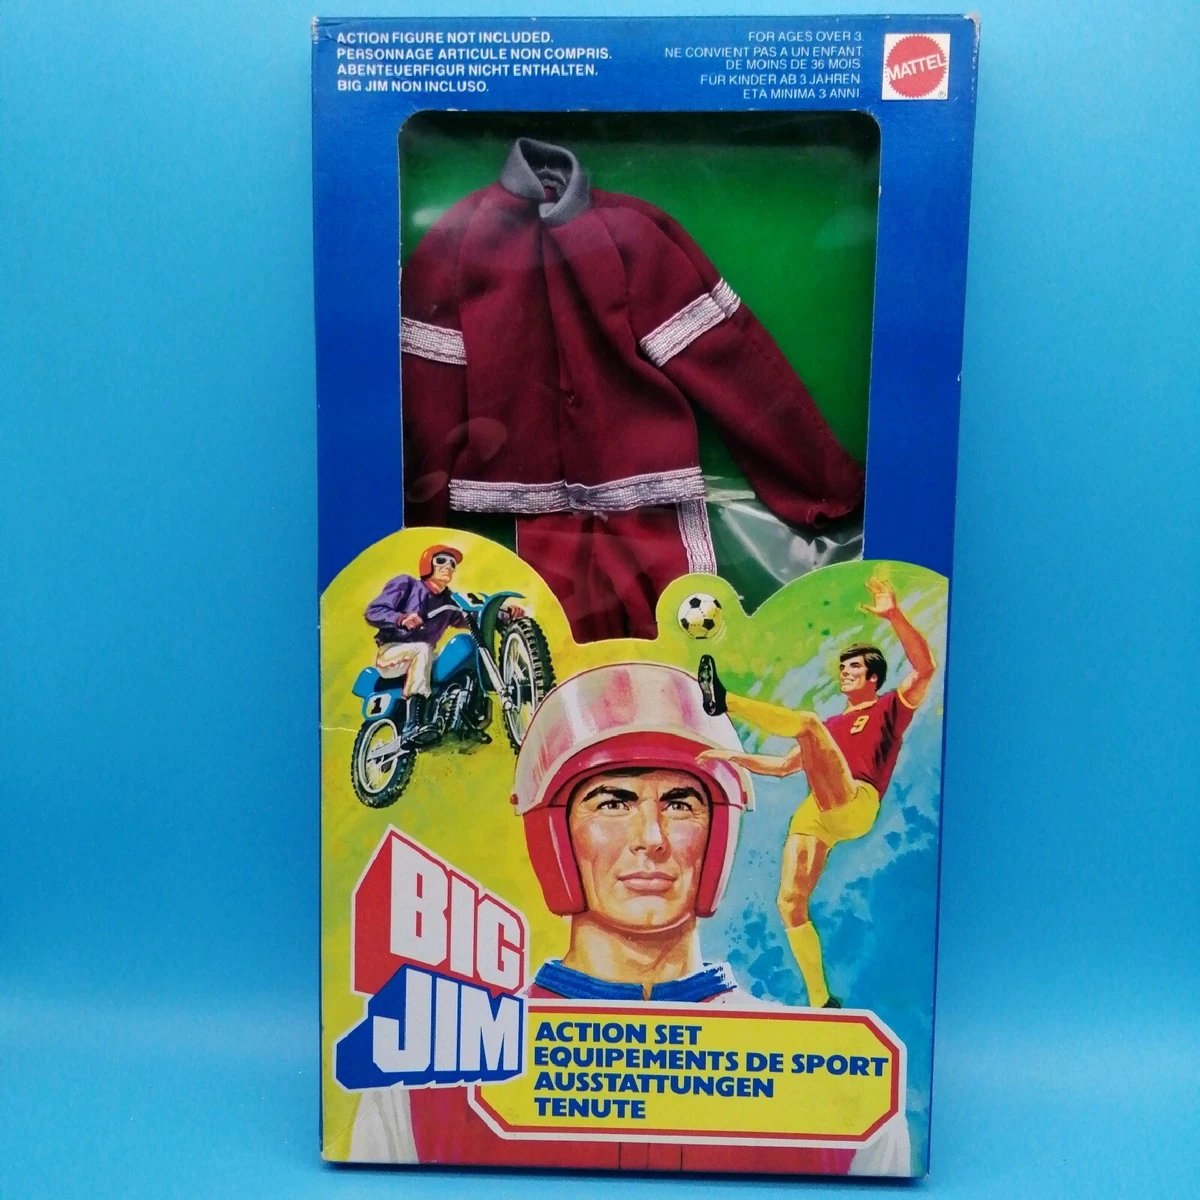 ACTION FIGURE NOT INCLUDED.
PERSONNAGE ARTICULE NON COMPRIS.
ABENTEUERFIGUR NICHT ENTHALTEN.
BIG JIM NON INCLUSO.
FOR AGES OVER 3.
NE CONVIENT PAS A UN ENFANT
DE MOINS DE 36 MOIS.
FÜR KINDER AB 3 JAHREN.
ETA MINIMA 3 ANNI.
MATTEL
®
1
1
9
BIG
JIM
ACTION SET
EQUIPEMENTS DE SPORT
AUSSTATTUNGEN
TENUTE